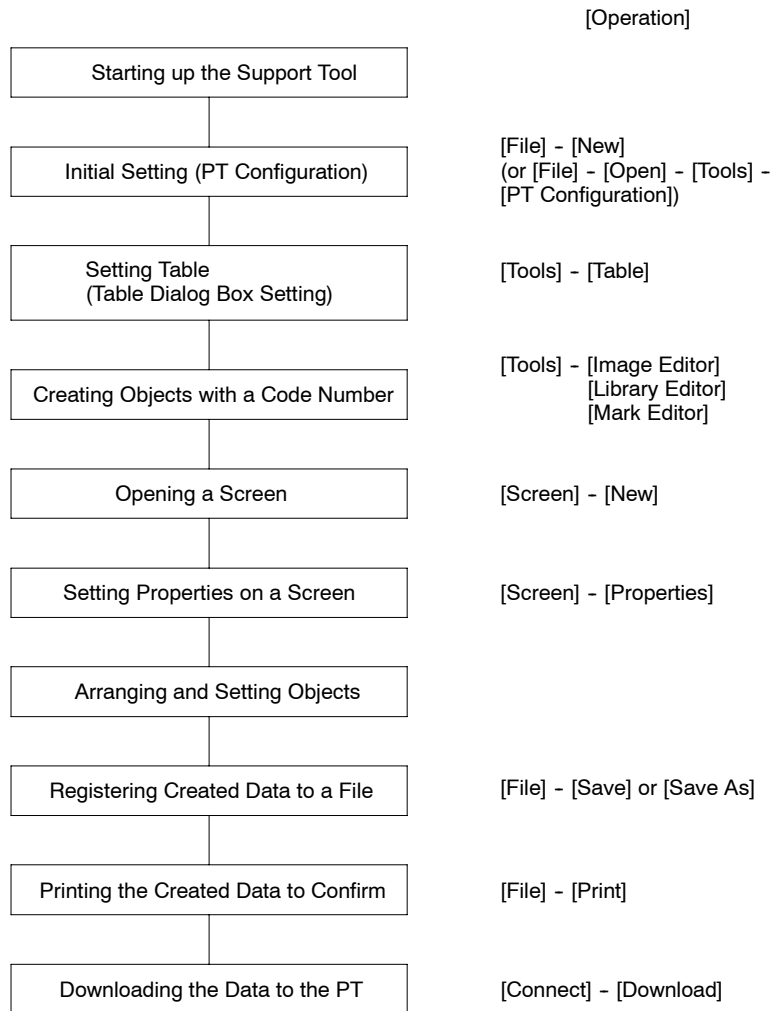 [Operation]
Starting up the Support Tool
Initial Setting (PT Configuration)
[File] - [New]
(or [File] - [Open] - [Tools] -
[PT Configuration])
Setting Table
(Table Dialog Box Setting)
[Tools] - [Table]
Creating Objects with a Code Number
[Tools] - [Image Editor]
[Library Editor]
[Mark Editor]
Opening a Screen
[Screen] - [New]
Setting Properties on a Screen
[Screen] - [Properties]
Arranging and Setting Objects
Registering Created Data to a File
[File] - [Save] or [Save As]
Printing the Created Data to Confirm
[File] - [Print]
Downloading the Data to the PT
[Connect] - [Download]